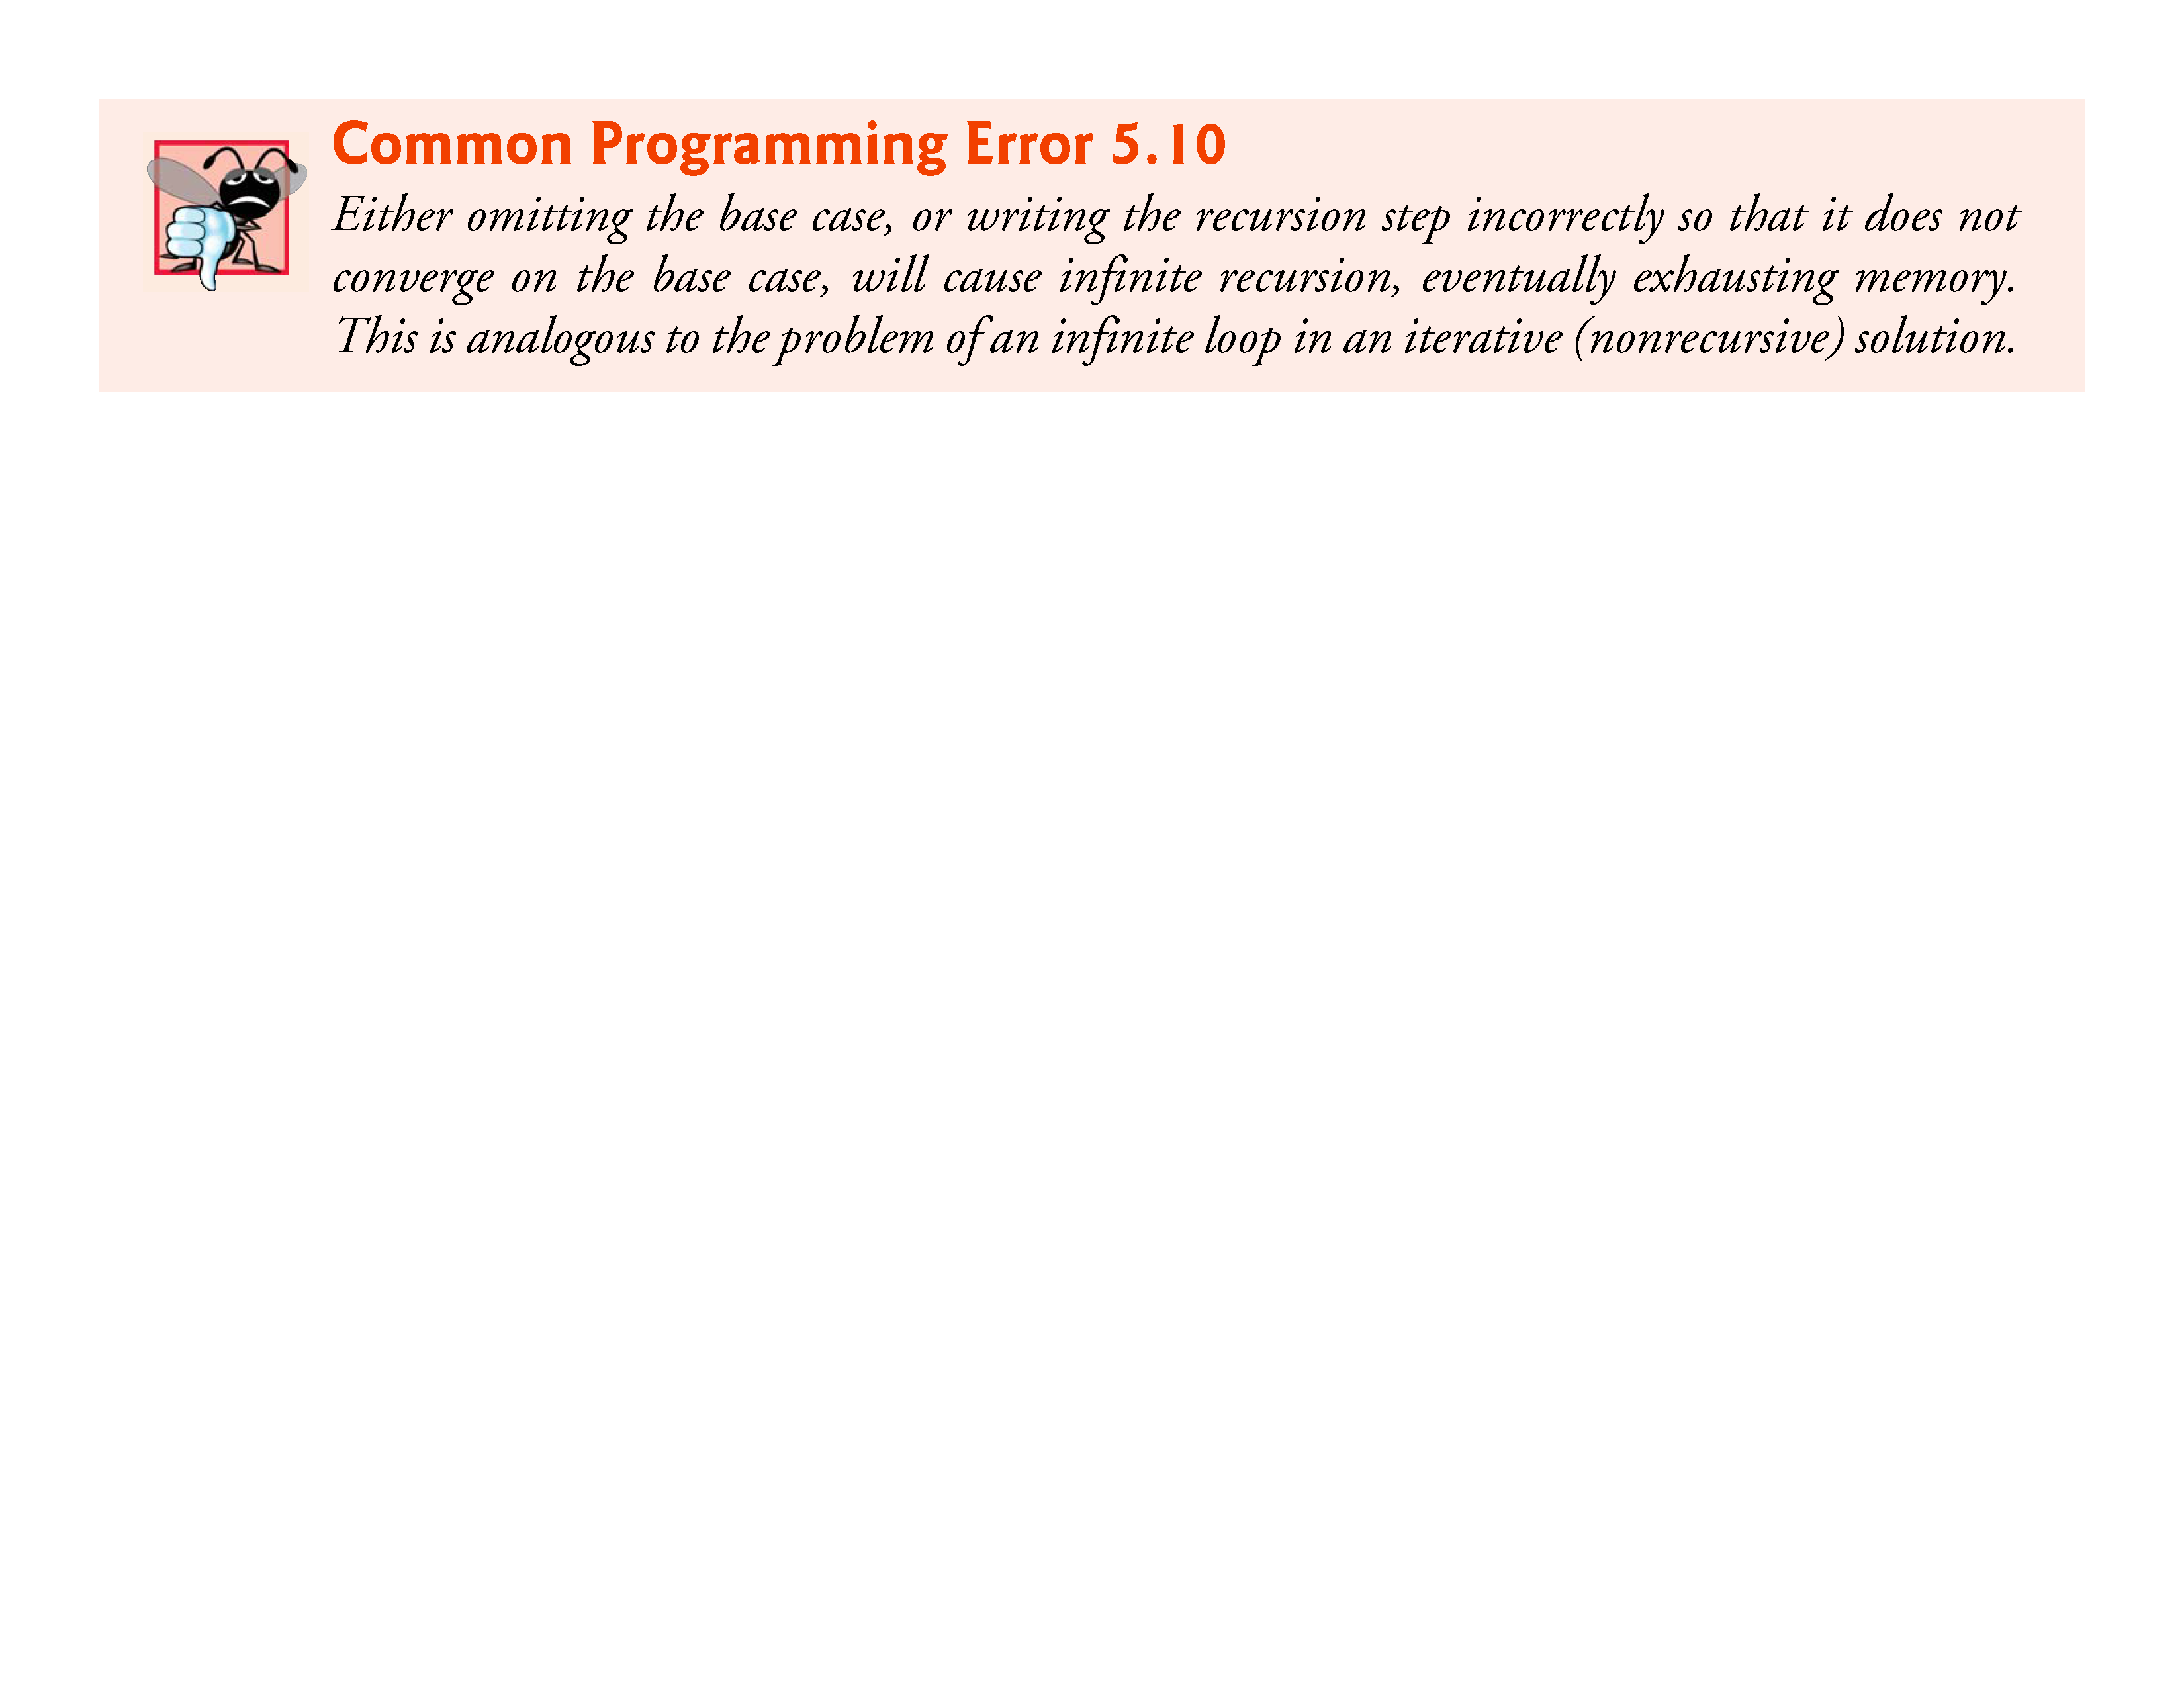 Common Programming Error 5.10
Either omitting the base case, or writing the recursion step incorrectly so that it does not
converge on the base case, will cause infinite recursion, eventually exhausting memory.
This is analogous to the problem of an infinite loop in an iterative (nonrecursive) solution.